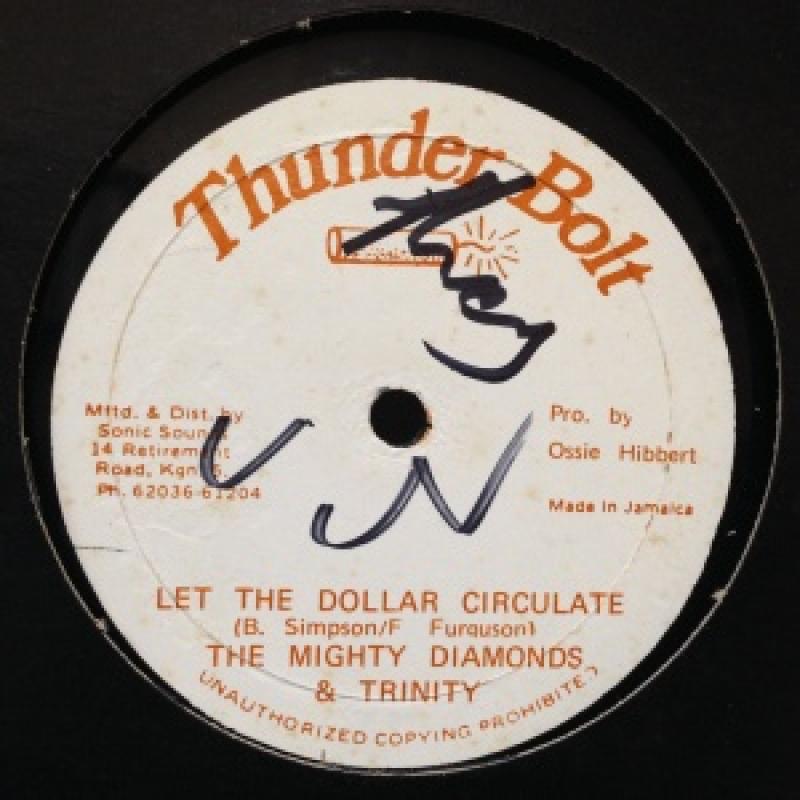 Thunder Bolt
Mftd. & Dist. by
Sonic Sounds
14 Retirement
Road, Kgn 5.
Ph. 62036-61204
Pro. by
Ossie Hibbert
Made in Jamaica
LET THE DOLLAR CIRCULATE
(B. Simpson/F Furguson)
THE MIGHTY DIAMONDS
& TRINITY
UNAUTHORIZED COPYING PROHIBITED